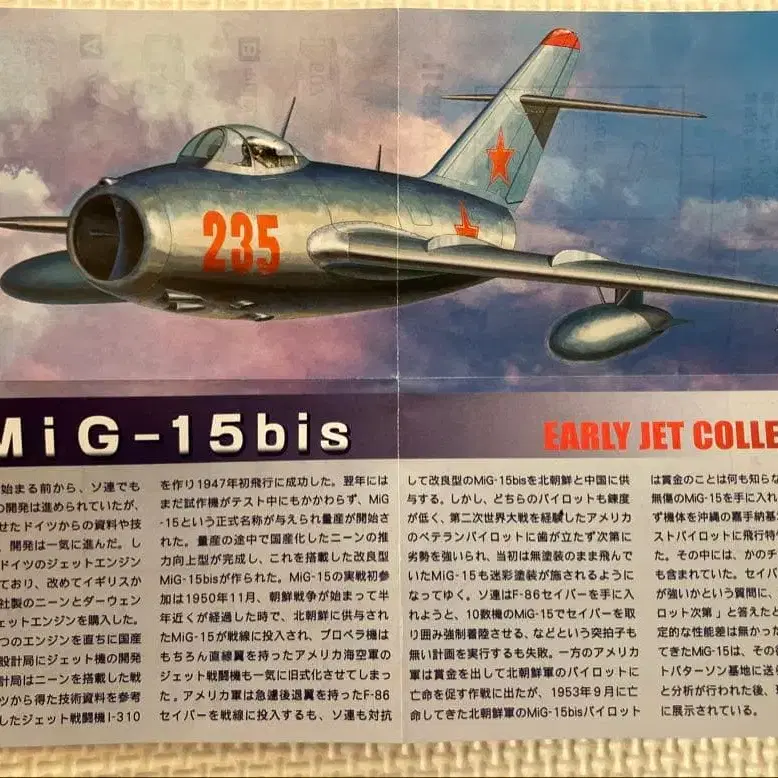 235
MiG-15bis
EARLY JET COLLE
始まる前から、ソ連でも
の開発は進められていたが、
せたドイツからの資料や技
、開発は一気に進んだ。し
ドイツのジェットエンジン
ており、改めてイギリスか
社製のニーンとダーウェン
ェットエンジンを購入した。
つのエンジンを直ちに国産
設計局にジェット機の開発
計局はニーンを搭載した戦
ツから得た技術資料を参考
したジェット戦闘機I-310
を作り1947年初飛行に成功した。翌年には
まだ試作機がテスト中にもかかわらず、MiG
-15という正式名称が与えられ量産が開始さ
れた。量産の途中で国産化したニーンの推
力向上型が完成し、これを搭載した改良型
MiG-15bisが作られた。MiG-15の実戦初参
加は1950年11月、朝鮮戦争が始まって半
年近くが経過した時で、北朝鮮に供与され
たMiG-15が戦線に投入され、プロペラ機は
もちろん直線翼を持ったアメリカ海空軍の
ジェット戦闘機も一気に旧式化させてしまっ
た。アメリカ軍は急遽後退翼を持ったF-86
セイバーを戦線に投入するも、ソ連も対抗
して改良型のMiG-15bisを北朝鮮と中国に供
与する。しかし、どちらのパイロットも錬度
が低く、第二次世界大戦を経験したアメリカ
のベテランパイロットに歯が立たず次第に
劣勢を強いられ、当初は無塗装のまま飛んで
いたMiG-15も迷彩塗装が施されるように
なってゆく。ソ連はF-86セイバーを手に入
れようと、10数機のMiG-15でセイバーを取
り囲み強制着陸させる、などという突拍子も
無い計画を実行するも失敗。一方のアメリカ
軍は賞金を出して北朝鮮軍のパイロットに
亡命を促す作戦に出たが、1953年9月に亡
命してきた北朝鮮軍のMiG-15bisパイロット
は賞金のことは何も知らな
無傷のMiG-15を手に入れ
ず機体を沖縄の嘉手納基
ストパイロットに飛行特
た。その中には、かのチ
も含まれていた。セイバ
が強いかという質問に、
ロット次第」と答えたと
定的な性能差は無かった
てきたMiG-15は、その後
トパターソン基地に送ら
と分析が行われた後、現
に展示されている。